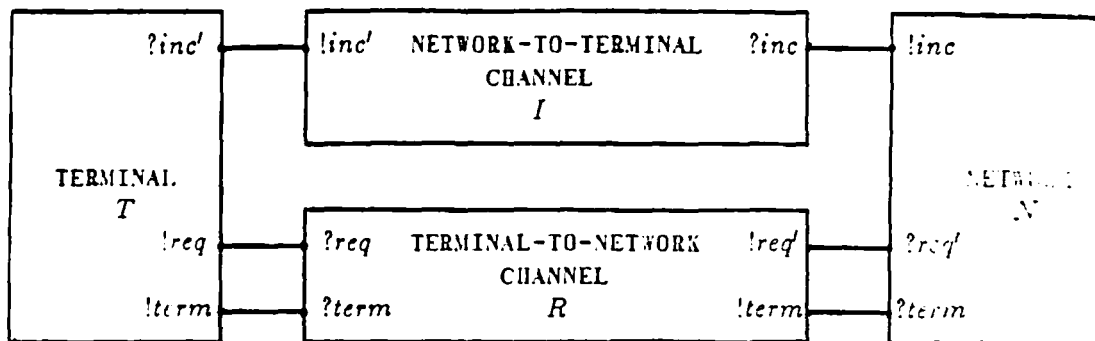 ?inc' !inc' NETWORK-TO-TERMINAL ?inc !inc
CHANNEL
I
TERMINAL
T
N
!req ?req TERMINAL-TO-NETWORK !req' ?req'
CHANNEL
!term ?term R !term ?term